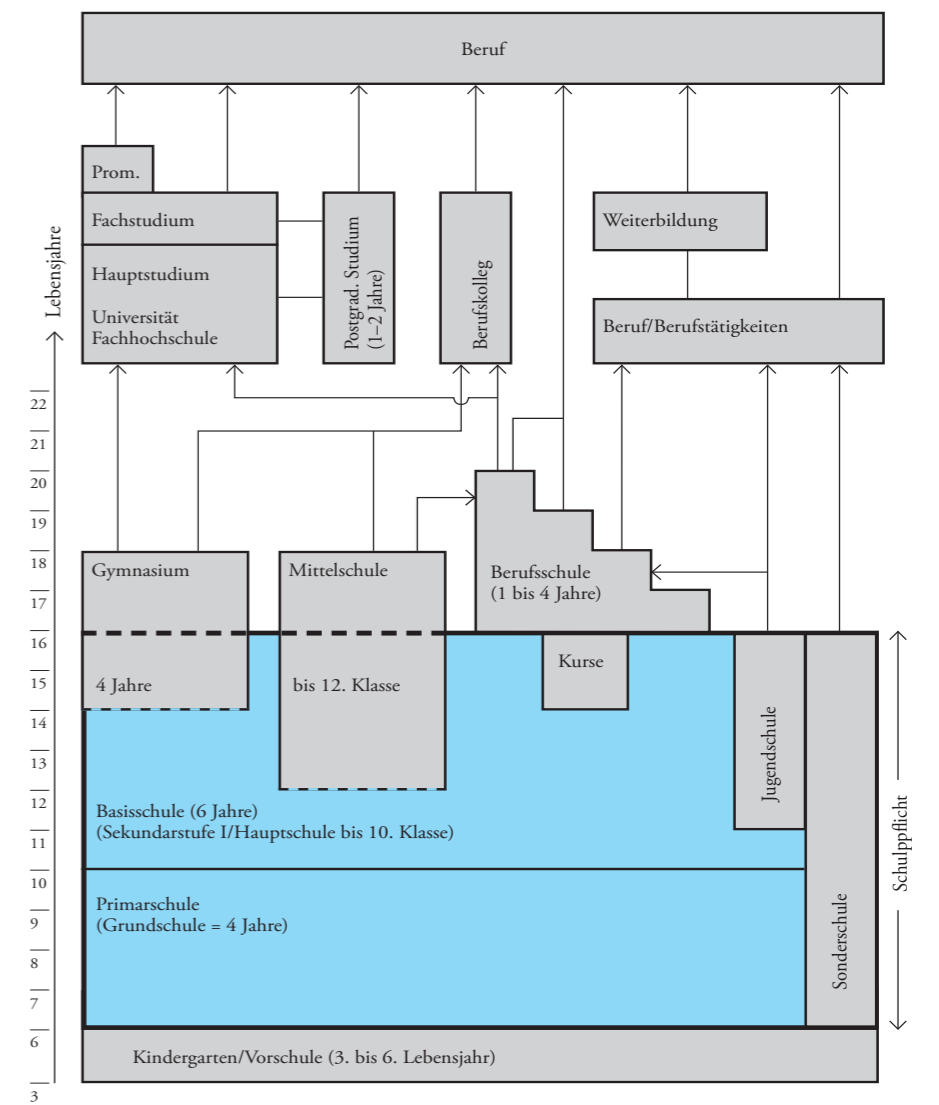 Beruf
Prom.
Fachstudium
Hauptstudium
Universität
Fachhochschule
Postgrad. Studium
(1–2 Jahre)
Berufskolleg
Weiterbildung
Beruf/Berufstätigkeiten
Lebensjahre
22
21
20
19
18
17
16
15
14
13
12
11
10
9
8
7
6
3
Gymnasium
4 Jahre
Mittelschule
bis 12. Klasse
Berufsschule
(1 bis 4 Jahre)
Kurse
Jugendschule
Sonderschule
Schulppflicht
Basisschule (6 Jahre)
(Sekundarstufe I/Hauptschule bis 10. Klasse)
Primarschule
(Grundschule = 4 Jahre)
Kindergarten/Vorschule (3. bis 6. Lebensjahr)